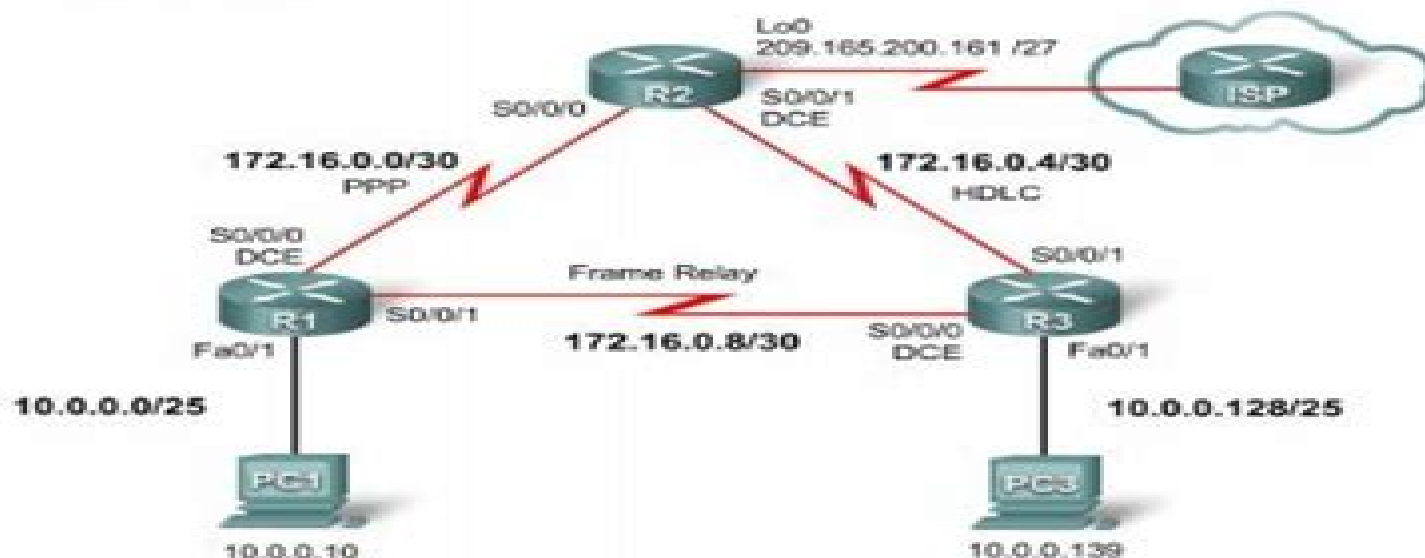 Lo0
209.165.200.161 /27
R2
ISP
S0/0/0
S0/0/1
DCE
172.16.0.0/30
PPP
172.16.0.4/30
HDLC
S0/0/0
DCE
S0/0/1
Frame Relay
R1
S0/0/1
R3
Fa0/1
172.16.0.8/30
S0/0/0
DCE
Fa0/1
10.0.0.0/25
10.0.0.128/25
PC1
PC3
10.0.0.10
10.0.0.139